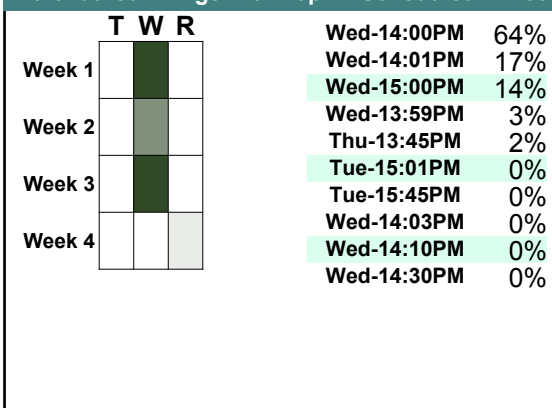 T W R
Week 1
Week 2
Week 3
Week 4
Wed-14:00PM 64%
Wed-14:01PM 17%
Wed-15:00PM 14%
Wed-13:59PM 3%
Thu-13:45PM 2%
Tue-15:01PM 0%
Tue-15:45PM 0%
Wed-14:03PM 0%
Wed-14:10PM 0%
Wed-14:30PM 0%